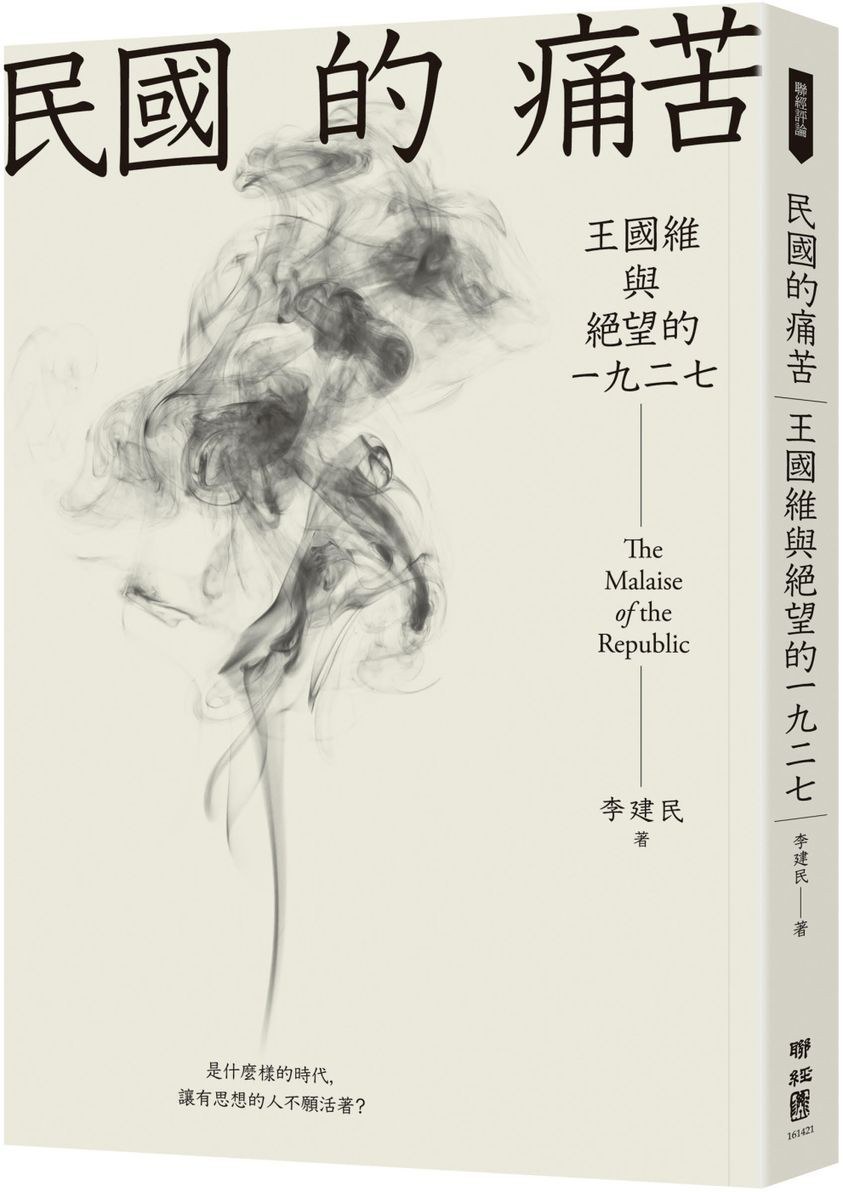 民國的痛苦
王國維
與
絕望的
一九二七
The
Malaise
of the
Republic
李建民
著
是什麼樣的時代,
讓有思想的人不願活著?
聯經評論
民國的痛苦
王國維與絕望的一九二七
李建民
著
聯經
161421